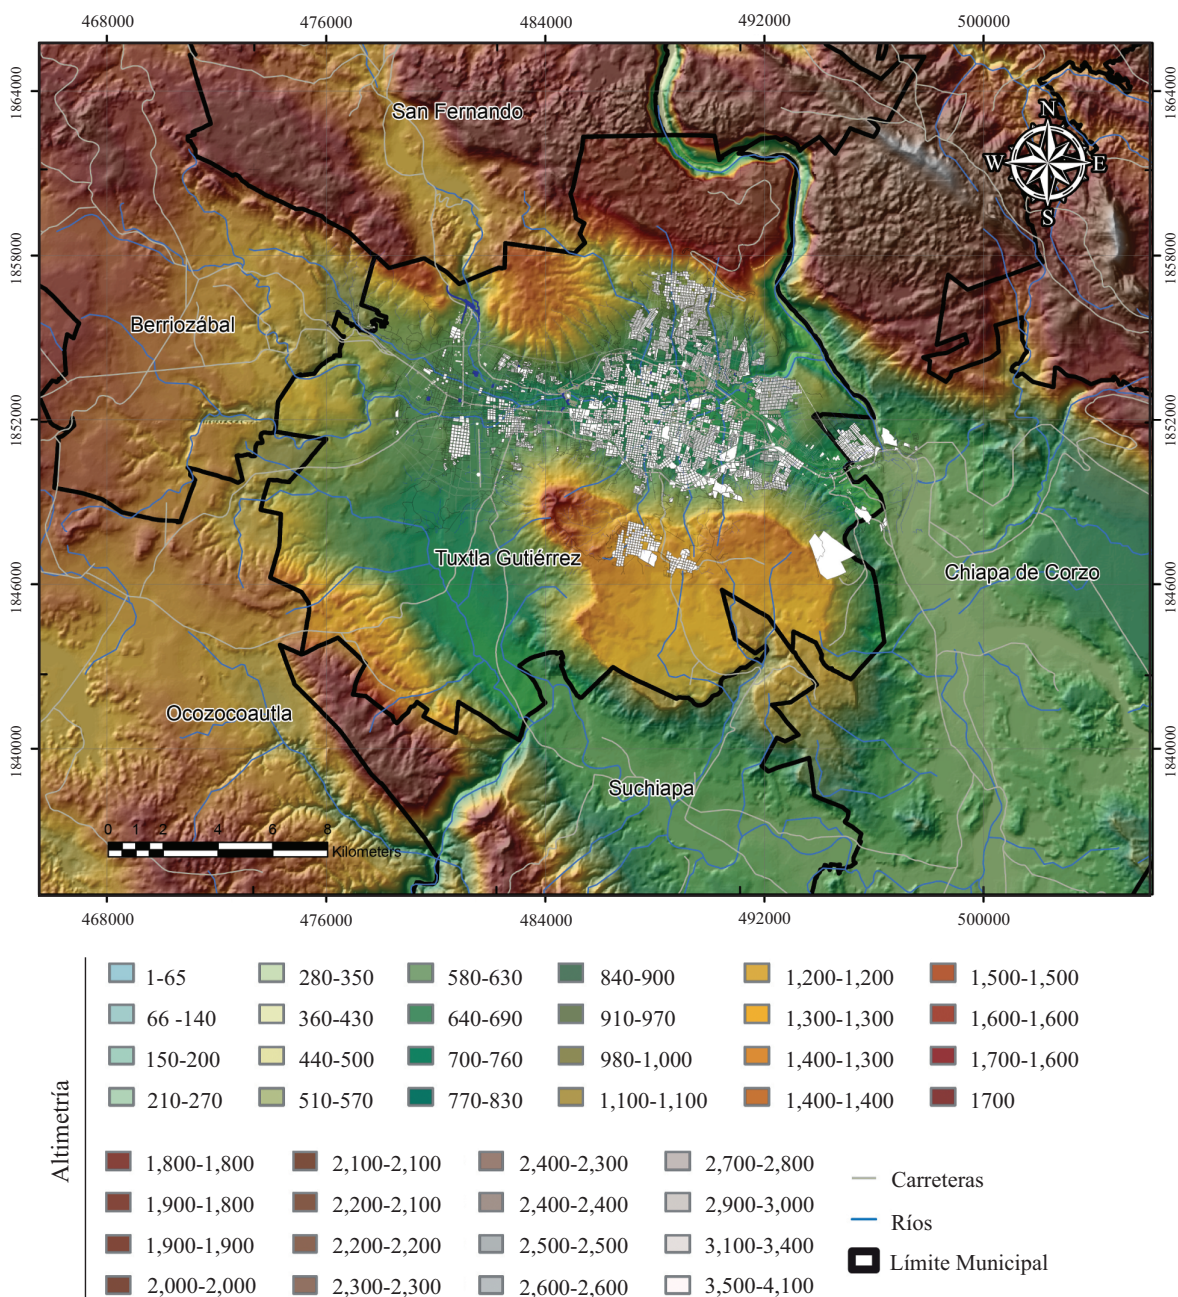 468000 476000 484000 492000 500000
1864000 1864000
San Fernando
N
W E
S
1858000 1858000
Berriozábal
1852000 1852000
Tuxtla Gutiérrez
Chiapa de Corzo
1846000 1846000
Ocozocoautla
1840000 1840000
Suchiapa
0 1 2 4 6 8
Kilometers
468000 476000 484000 492000 500000
Altimetría
1-65 280-350 580-630 840-900 1,200-1,200 1,500-1,500
66 -140 360-430 640-690 910-970 1,300-1,300 1,600-1,600
150-200 440-500 700-760 980-1,000 1,400-1,300 1,700-1,600
210-270 510-570 770-830 1,100-1,100 1,400-1,400 1700
1,800-1,800 2,100-2,100 2,400-2,300 2,700-2,800
1,900-1,800 2,200-2,100 2,400-2,400 2,900-3,000
1,900-1,900 2,200-2,200 2,500-2,500 3,100-3,400
2,000-2,000 2,300-2,300 2,600-2,600 3,500-4,100
Carreteras
Ríos
Límite Municipal